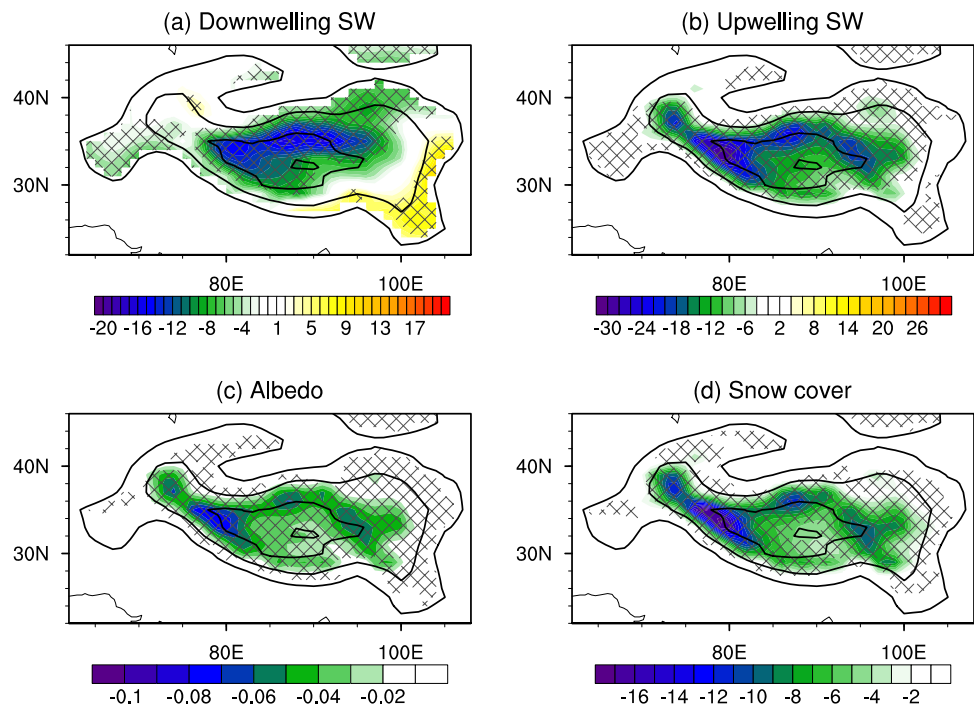 (a) Downwelling SW
(b) Upwelling SW
40N
40N
30N
30N
80E
100E
80E
100E
-20 -16 -12 -8 -4 1 5 9 13 17
-30 -24 -18 -12 -6 2 8 14 20 26
(c) Albedo
(d) Snow cover
40N
40N
30N
30N
80E
100E
80E
100E
-0.1 -0.08 -0.06 -0.04 -0.02
-16 -14 -12 -10 -8 -6 -4 -2